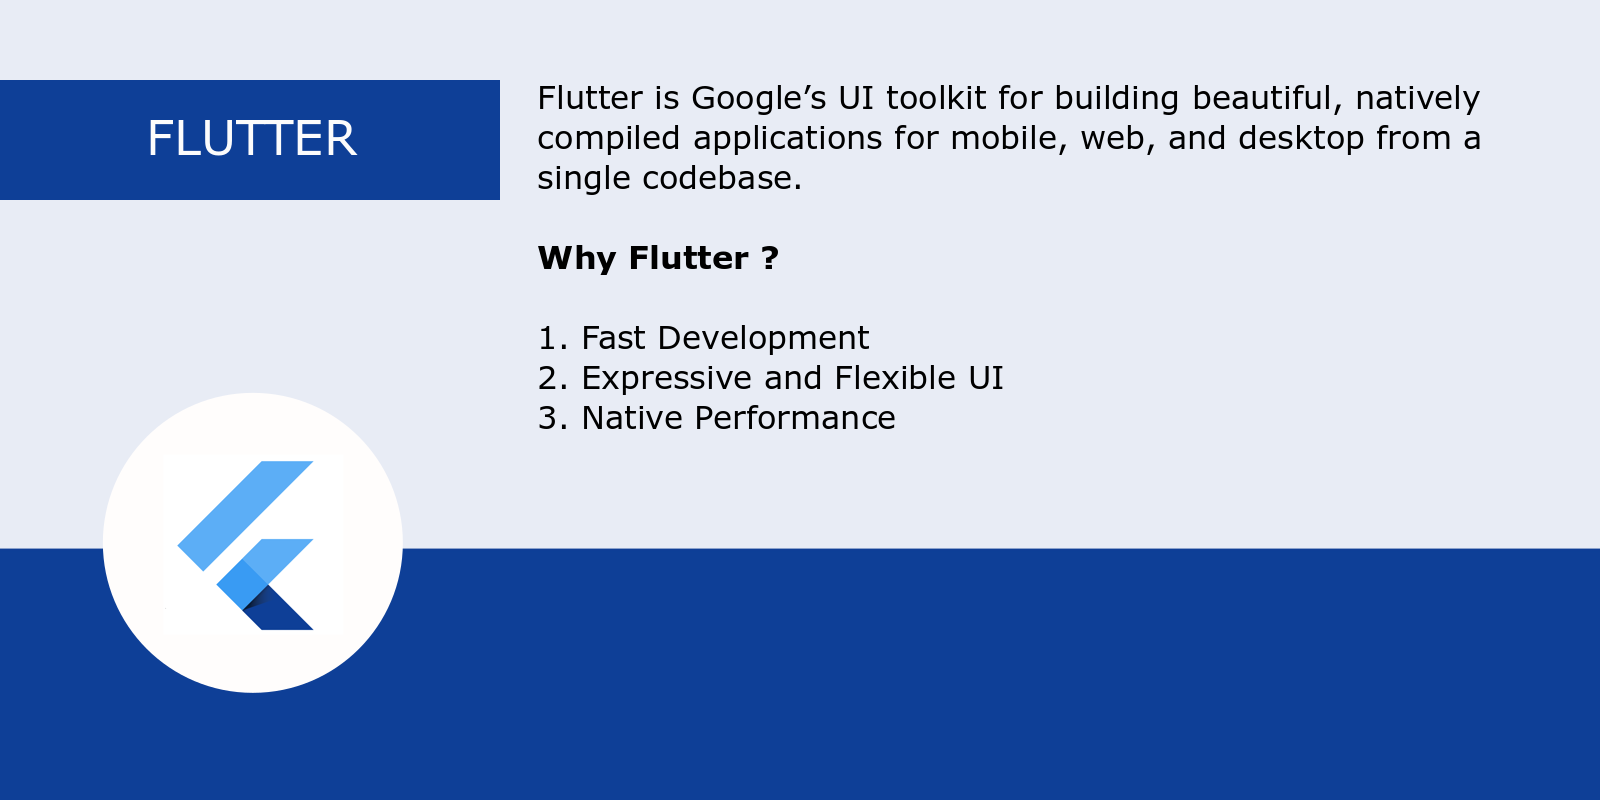 FLUTTER
Flutter is Google’s UI toolkit for building beautiful, natively
compiled applications for mobile, web, and desktop from a
single codebase.
Why Flutter ?
1. Fast Development
2. Expressive and Flexible UI
3. Native Performance